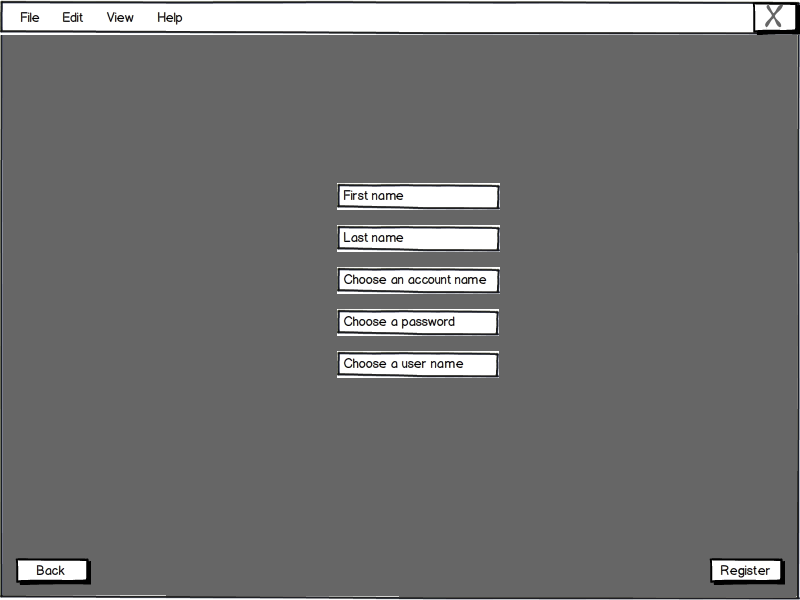 File Edit View Help X
First name
Last name
Choose an account name
Choose a password
Choose a user name
Back Register